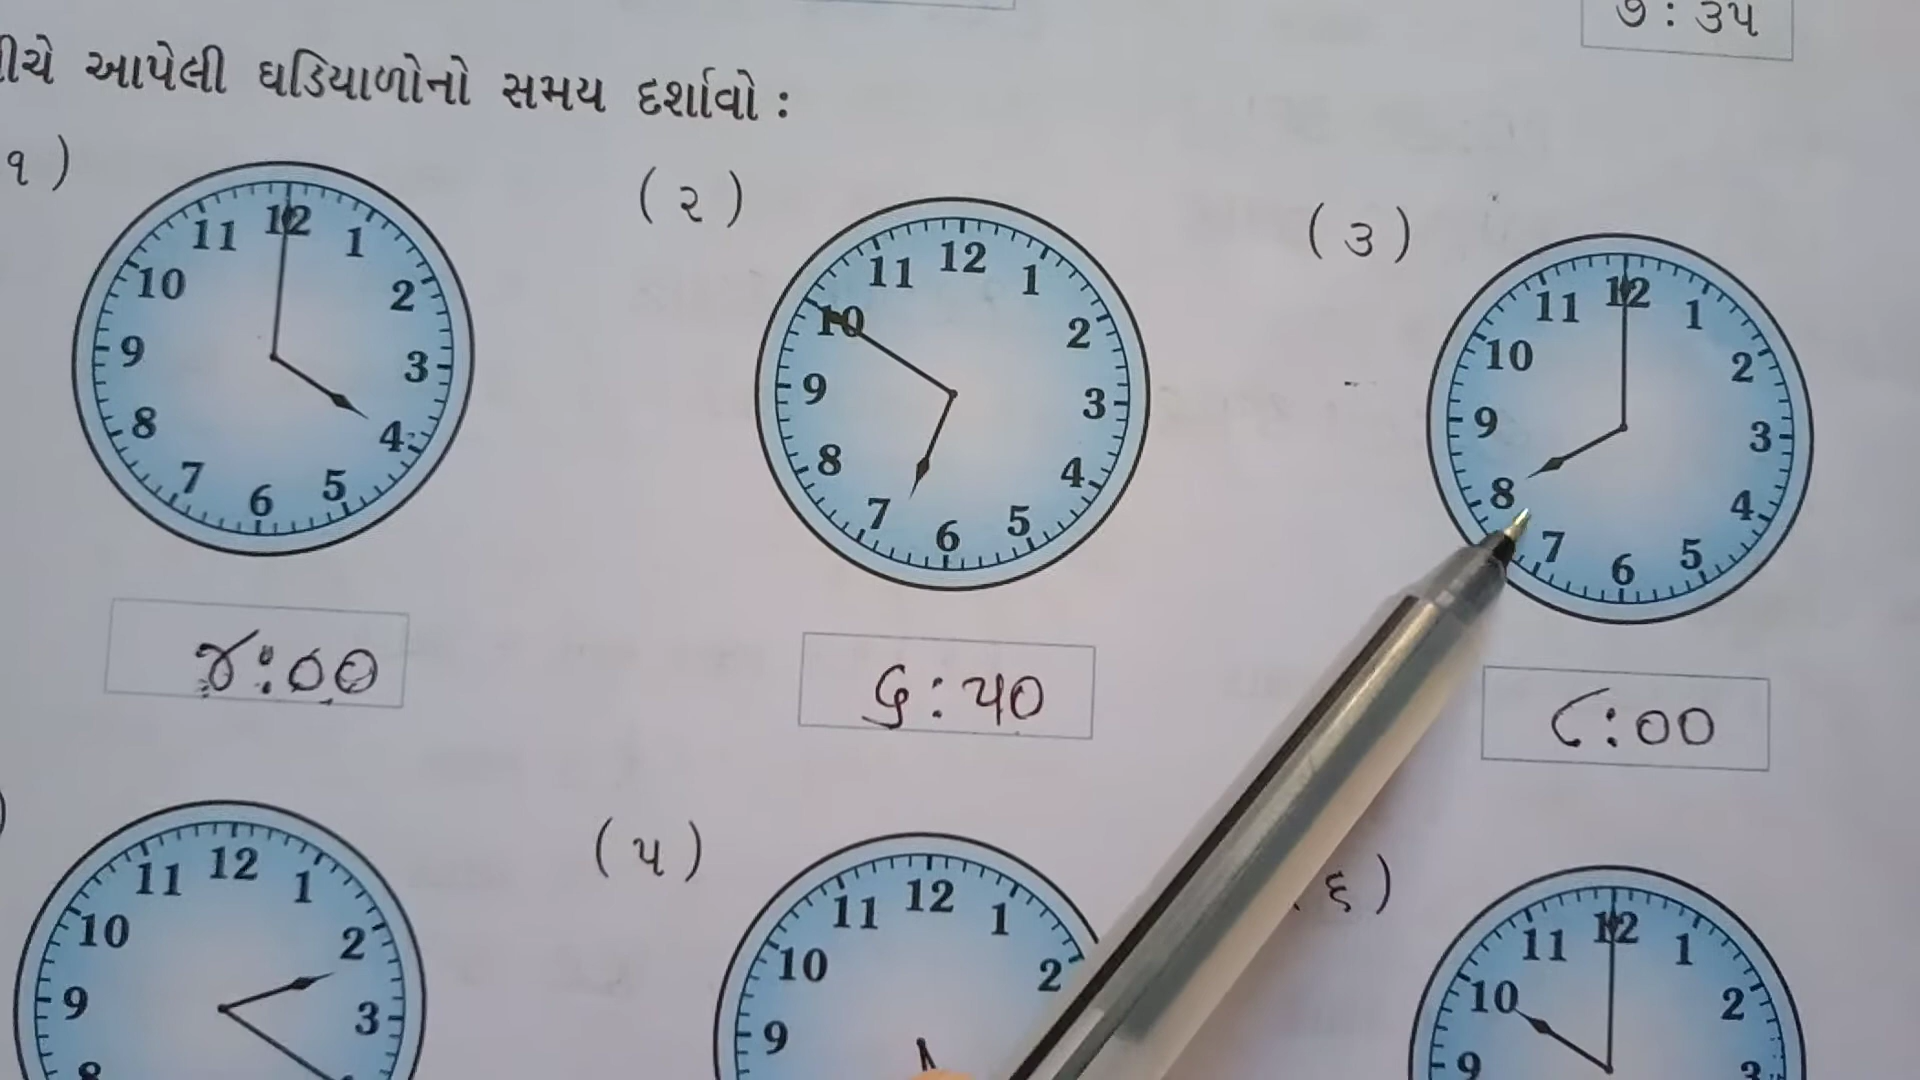 ૭ : ૩૫
આપેલી ઘડિયાળોનો સમય દર્શાવો :
૧ )
( ૨ )
( ૩ )
12 1 2 3 4 5 6 7 8 9 10 11
12 1 2 3 4 5 6 7 8 9 10 11
12 1 2 3 4 5 6 7 8 9 10 11
૪:૦૦
૬:૫૦
૮:૦૦
( ૫ )
૬ )
12 1 2 3 8 9 10 11
12 1 2 9 10 11
12 1 2 3 9 10 11